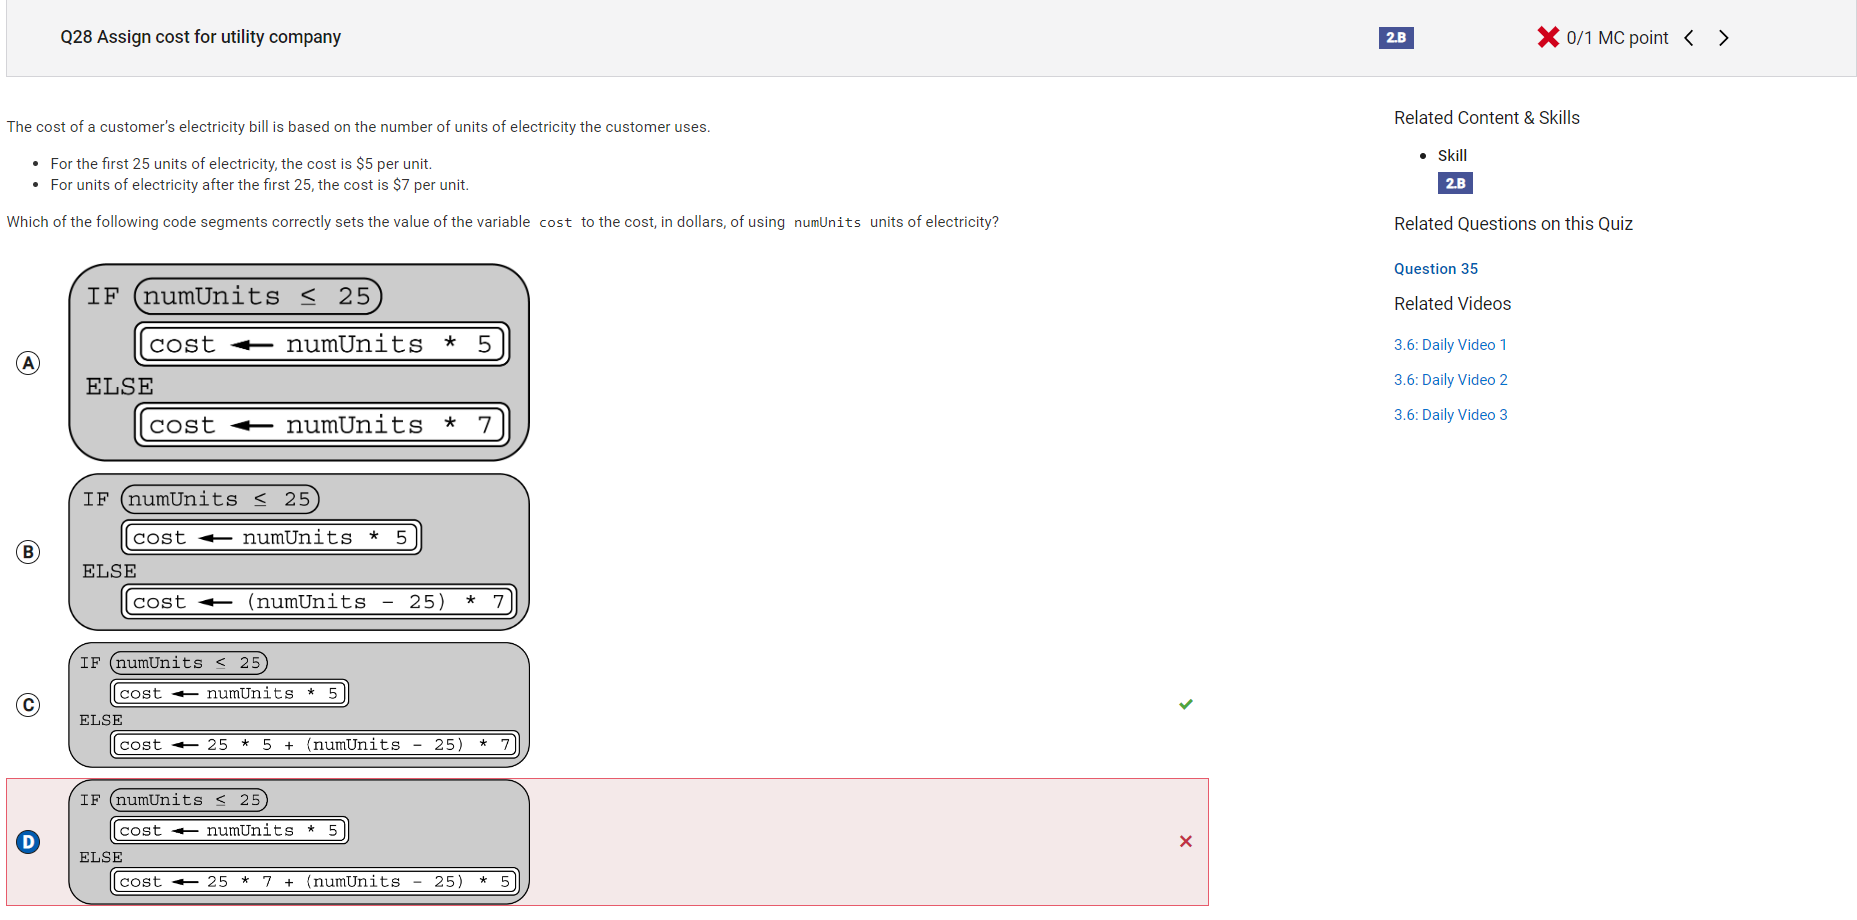 Q28 Assign cost for utility company
2.B
0/1 MC point
The cost of a customer’s electricity bill is based on the number of units of electricity the customer uses.
• For the first 25 units of electricity, the cost is $5 per unit.
• For units of electricity after the first 25, the cost is $7 per unit.
Which of the following code segments correctly sets the value of the variable cost to the cost, in dollars, of using numUnits units of electricity?
A
IF numUnits ≤ 25
cost ← numUnits * 5
ELSE
cost ← numUnits * 7
B
IF numUnits ≤ 25
cost ← numUnits * 5
ELSE
cost ← (numUnits - 25) * 7
C
IF numUnits ≤ 25
cost ← numUnits * 5
ELSE
cost ← 25 * 5 + (numUnits - 25) * 7
D
IF numUnits ≤ 25
cost ← numUnits * 5
ELSE
cost ← 25 * 7 + (numUnits - 25) * 5
Related Content & Skills
• Skill
2.B
Related Questions on this Quiz
Question 35
Related Videos
3.6: Daily Video 1
3.6: Daily Video 2
3.6: Daily Video 3